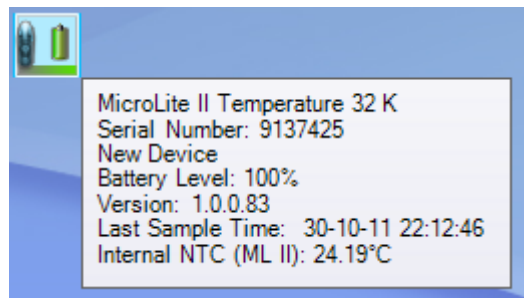 MicroLite II Temperature 32 K
Serial Number: 9137425
New Device
Battery Level: 100%
Version: 1.0.0.83
Last Sample Time: 30-10-11 22:12:46
Internal NTC (ML II): 24.19°C